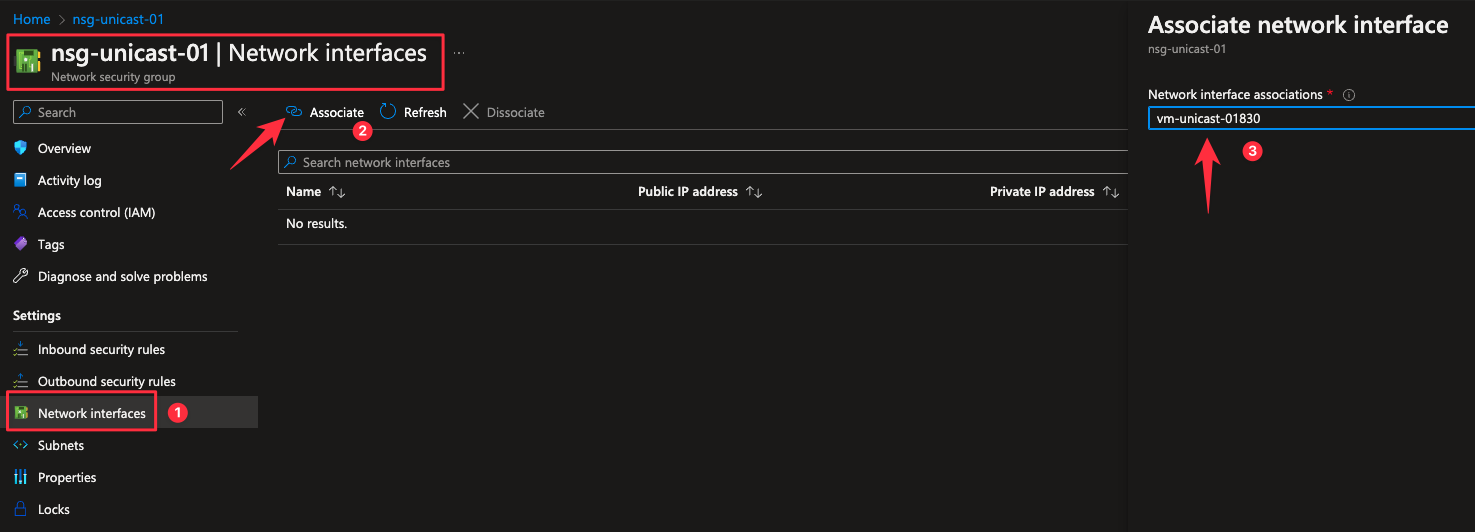 Home > nsg-unicast-01
nsg-unicast-01 | Network interfaces ...
Network security group
Search «
Overview
Activity log
Access control (IAM)
Tags
Diagnose and solve problems
Settings
Inbound security rules
Outbound security rules
Network interfaces 1
Subnets
Properties
Locks
Associate Refresh Dissociate
2
Search network interfaces
Name ↑↓ Public IP address ↑↓ Private IP address ↑↓
No results.
Associate network interface
nsg-unicast-01
Network interface associations *
vm-unicast-01830
3